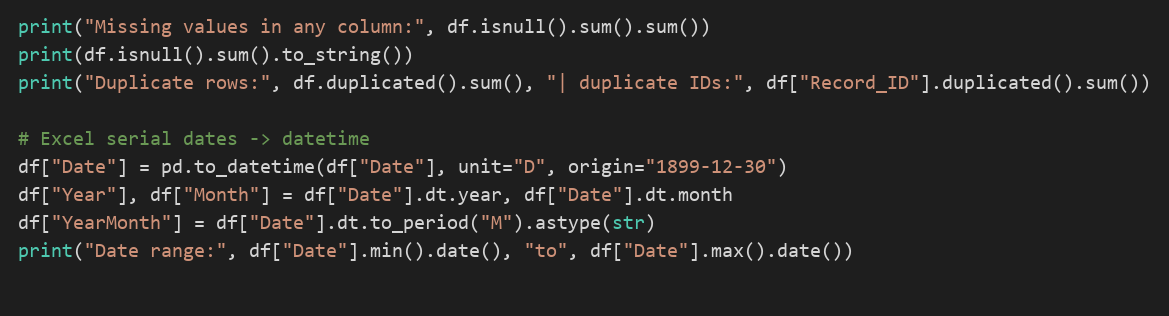 print("Missing values in any column:", df.isnull().sum().sum())
print(df.isnull().sum().to_string())
print("Duplicate rows:", df.duplicated().sum(), "| duplicate IDs:", df["Record_ID"].duplicated().sum())
# Excel serial dates -> datetime
df["Date"] = pd.to_datetime(df["Date"], unit="D", origin="1899-12-30")
df["Year"], df["Month"] = df["Date"].dt.year, df["Date"].dt.month
df["YearMonth"] = df["Date"].dt.to_period("M").astype(str)
print("Date range:", df["Date"].min().date(), "to", df["Date"].max().date())